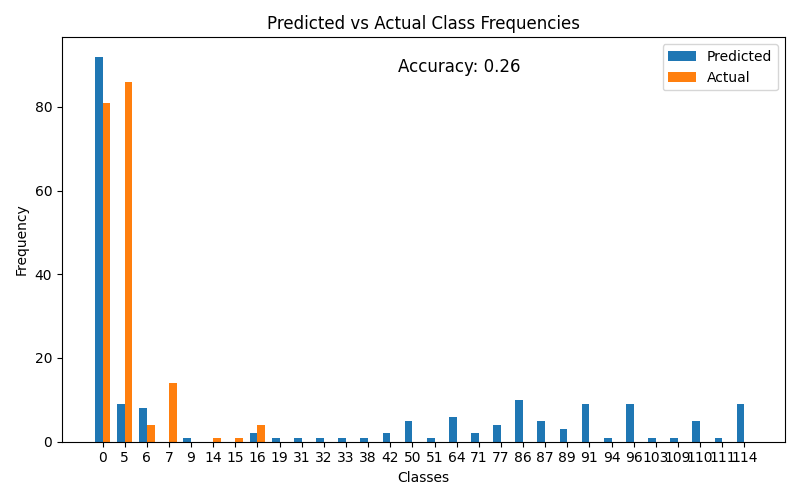 Predicted vs Actual Class Frequencies
Accuracy: 0.26
Predicted
Actual
Frequency
80
60
40
20
0
0 5 6 7 9 14 15 16 19 31 32 33 38 42 50 51 64 71 77 86 87 89 91 94 96 103 109 110 111 114
Classes